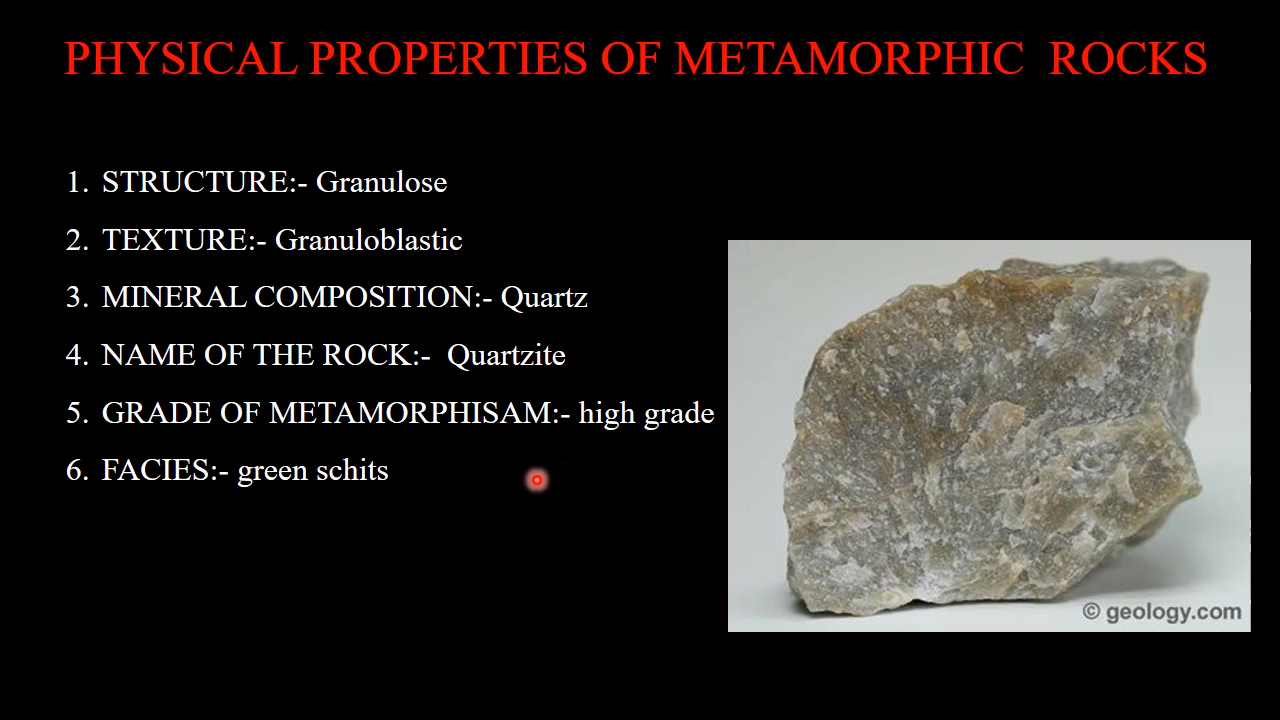 PHYSICAL PROPERTIES OF METAMORPHIC ROCKS
1. STRUCTURE:- Granulose
2. TEXTURE:- Granuloblastic
3. MINERAL COMPOSITION:- Quartz
4. NAME OF THE ROCK:- Quartzite
5. GRADE OF METAMORPHISAM:- high grade
6. FACIES:- green schits
© geology.com